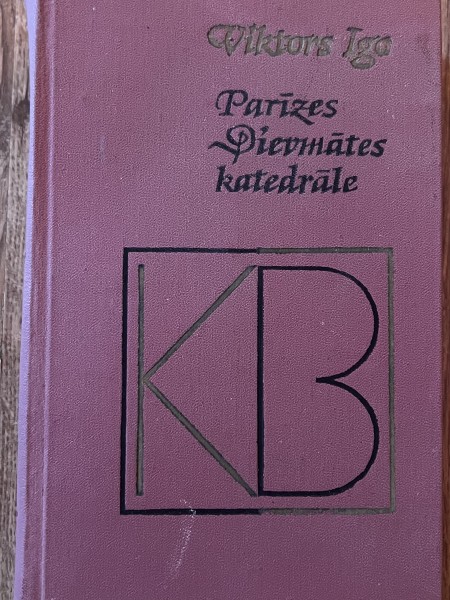 Viktors Igo
Parīzes
Dievmātes
katedrāle
KB